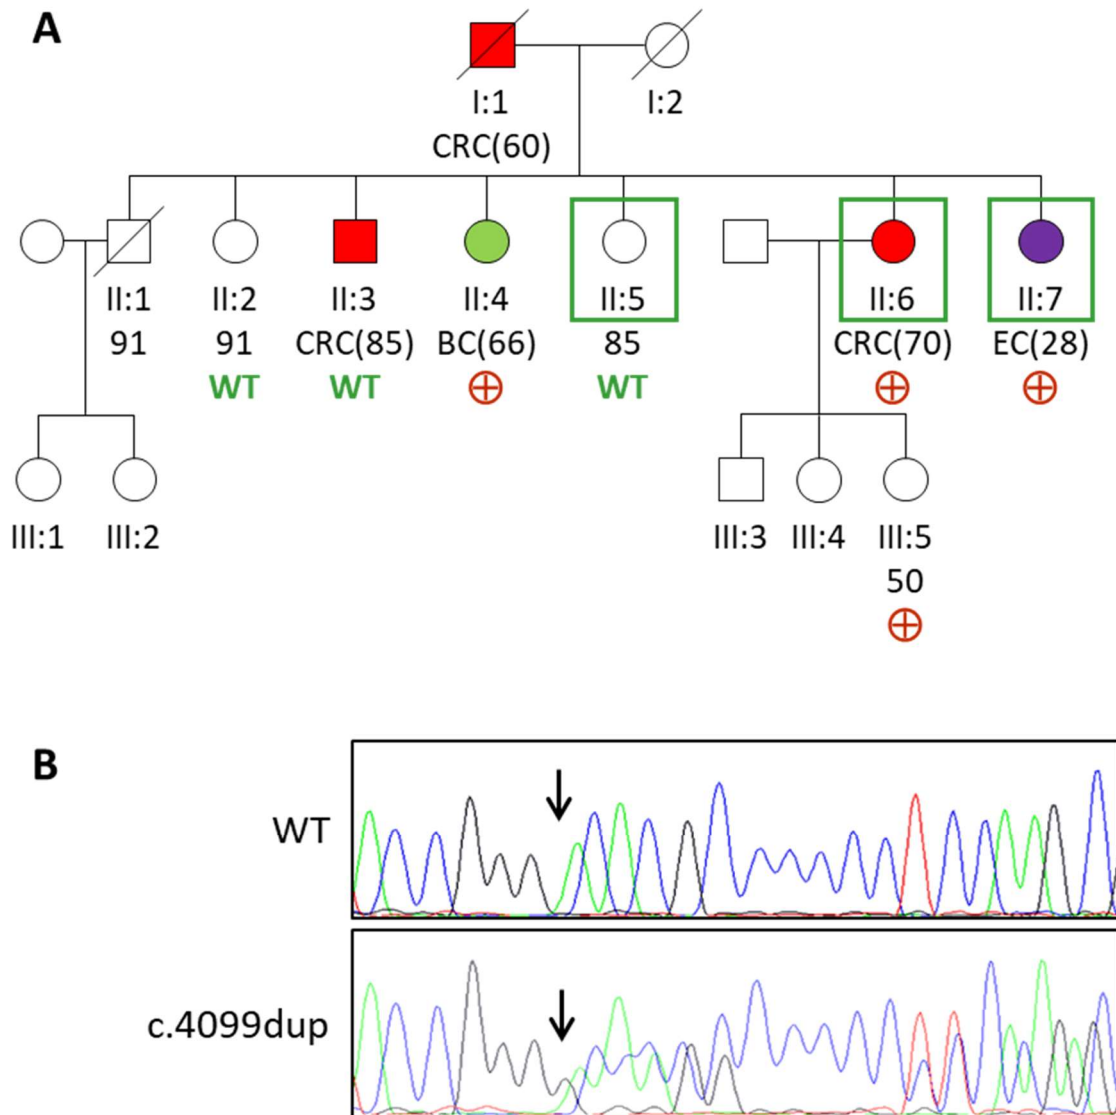 A
I:1
I:2
CRC(60)
II:1
II:2
II:3
II:4
II:5
II:6
II:7
91
91
CRC(85)
BC(66)
85
CRC(70)
EC(28)
WT
WT
WT
III:1
III:2
III:3
III:4
III:5
50
B
WT
c.4099dup